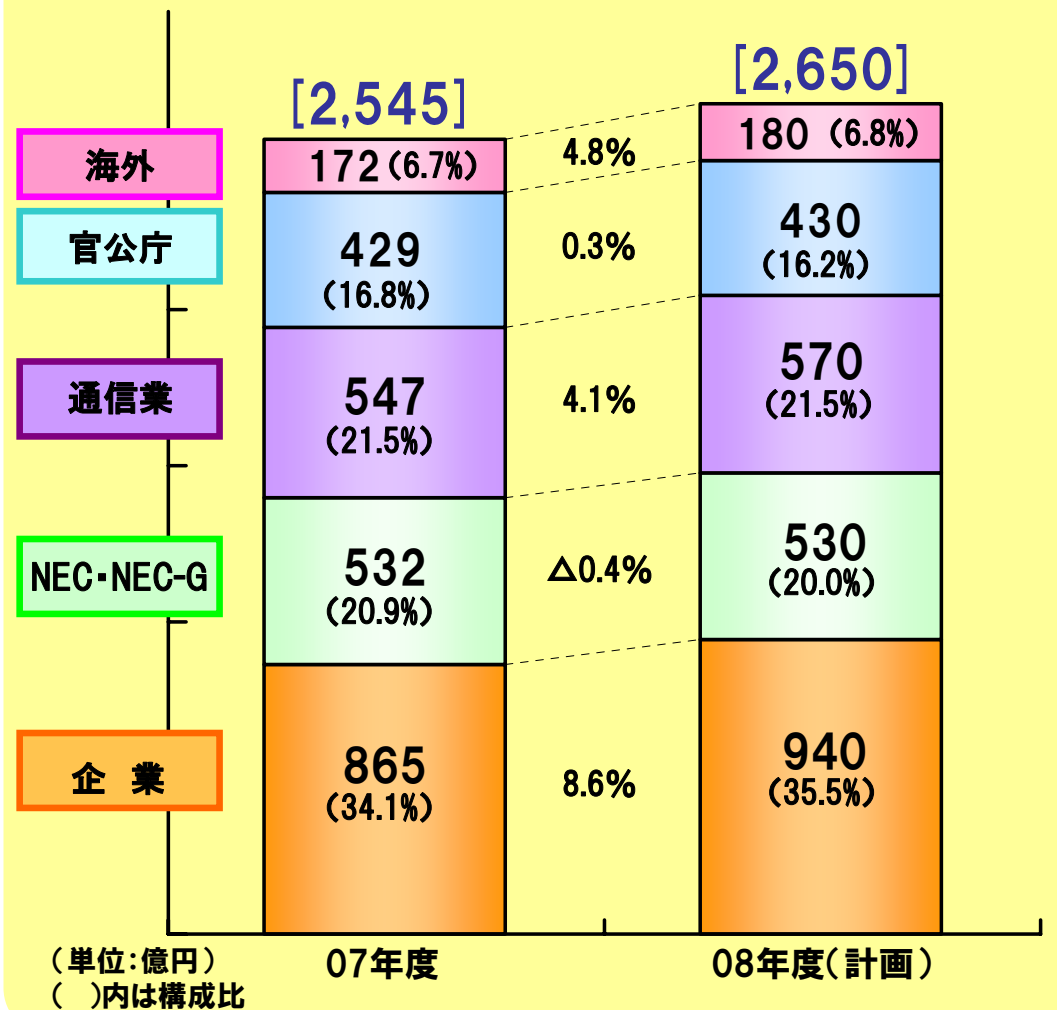 [2,545]
[2,650]
海外
172(6.7%)
4.8%
180 (6.8%)
官公庁
429
(16.8%)
0.3%
430
(16.2%)
通信業
547
(21.5%)
4.1%
570
(21.5%)
NEC・NEC-G
532
(20.9%)
△0.4%
530
(20.0%)
企 業
865
(34.1%)
8.6%
940
(35.5%)
(単位:億円)
( )内は構成比
07年度
08年度(計画)